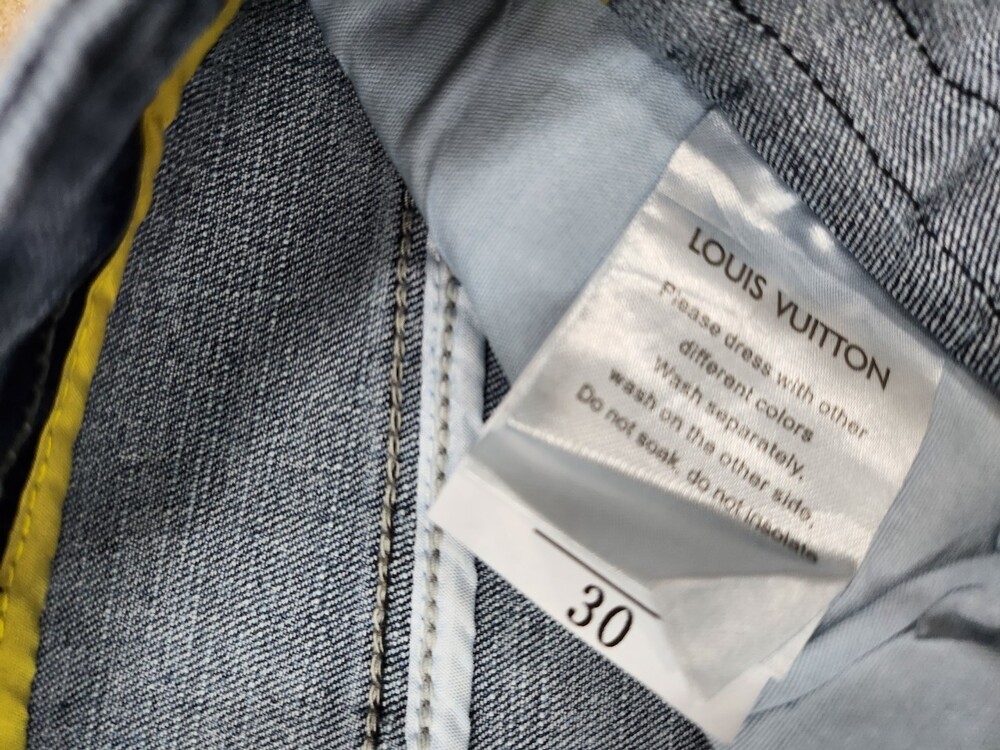 LOUIS VUITTON
Please dress with other
different colors
Wash separately,
wash on the other side,
Do not soak, do not insolate
30